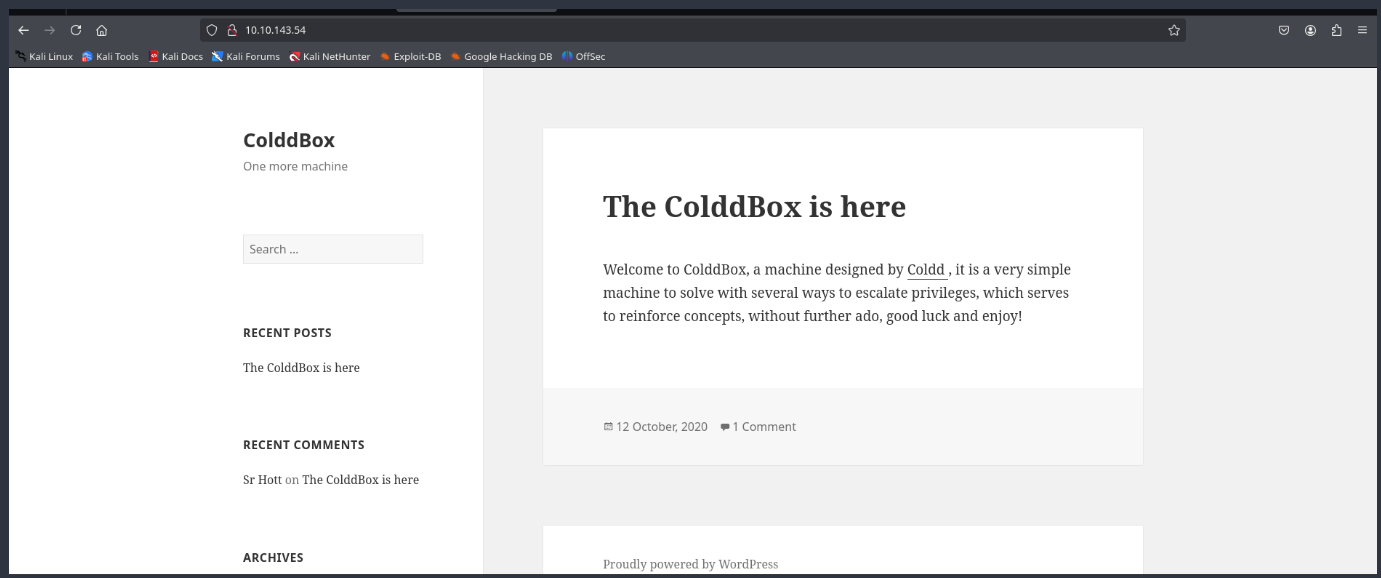 10.10.143.54
Kali Linux Kali Tools Kali Docs Kali Forums Kali NetHunter Exploit-DB Google Hacking DB OffSec
ColddBox
One more machine
Search ...
RECENT POSTS
The ColddBox is here
RECENT COMMENTS
Sr Hott on The ColddBox is here
ARCHIVES
The ColddBox is here
Welcome to ColddBox, a machine designed by Coldd , it is a very simple
machine to solve with several ways to escalate privileges, which serves
to reinforce concepts, without further ado, good luck and enjoy!
12 October, 2020 1 Comment
Proudly powered by WordPress